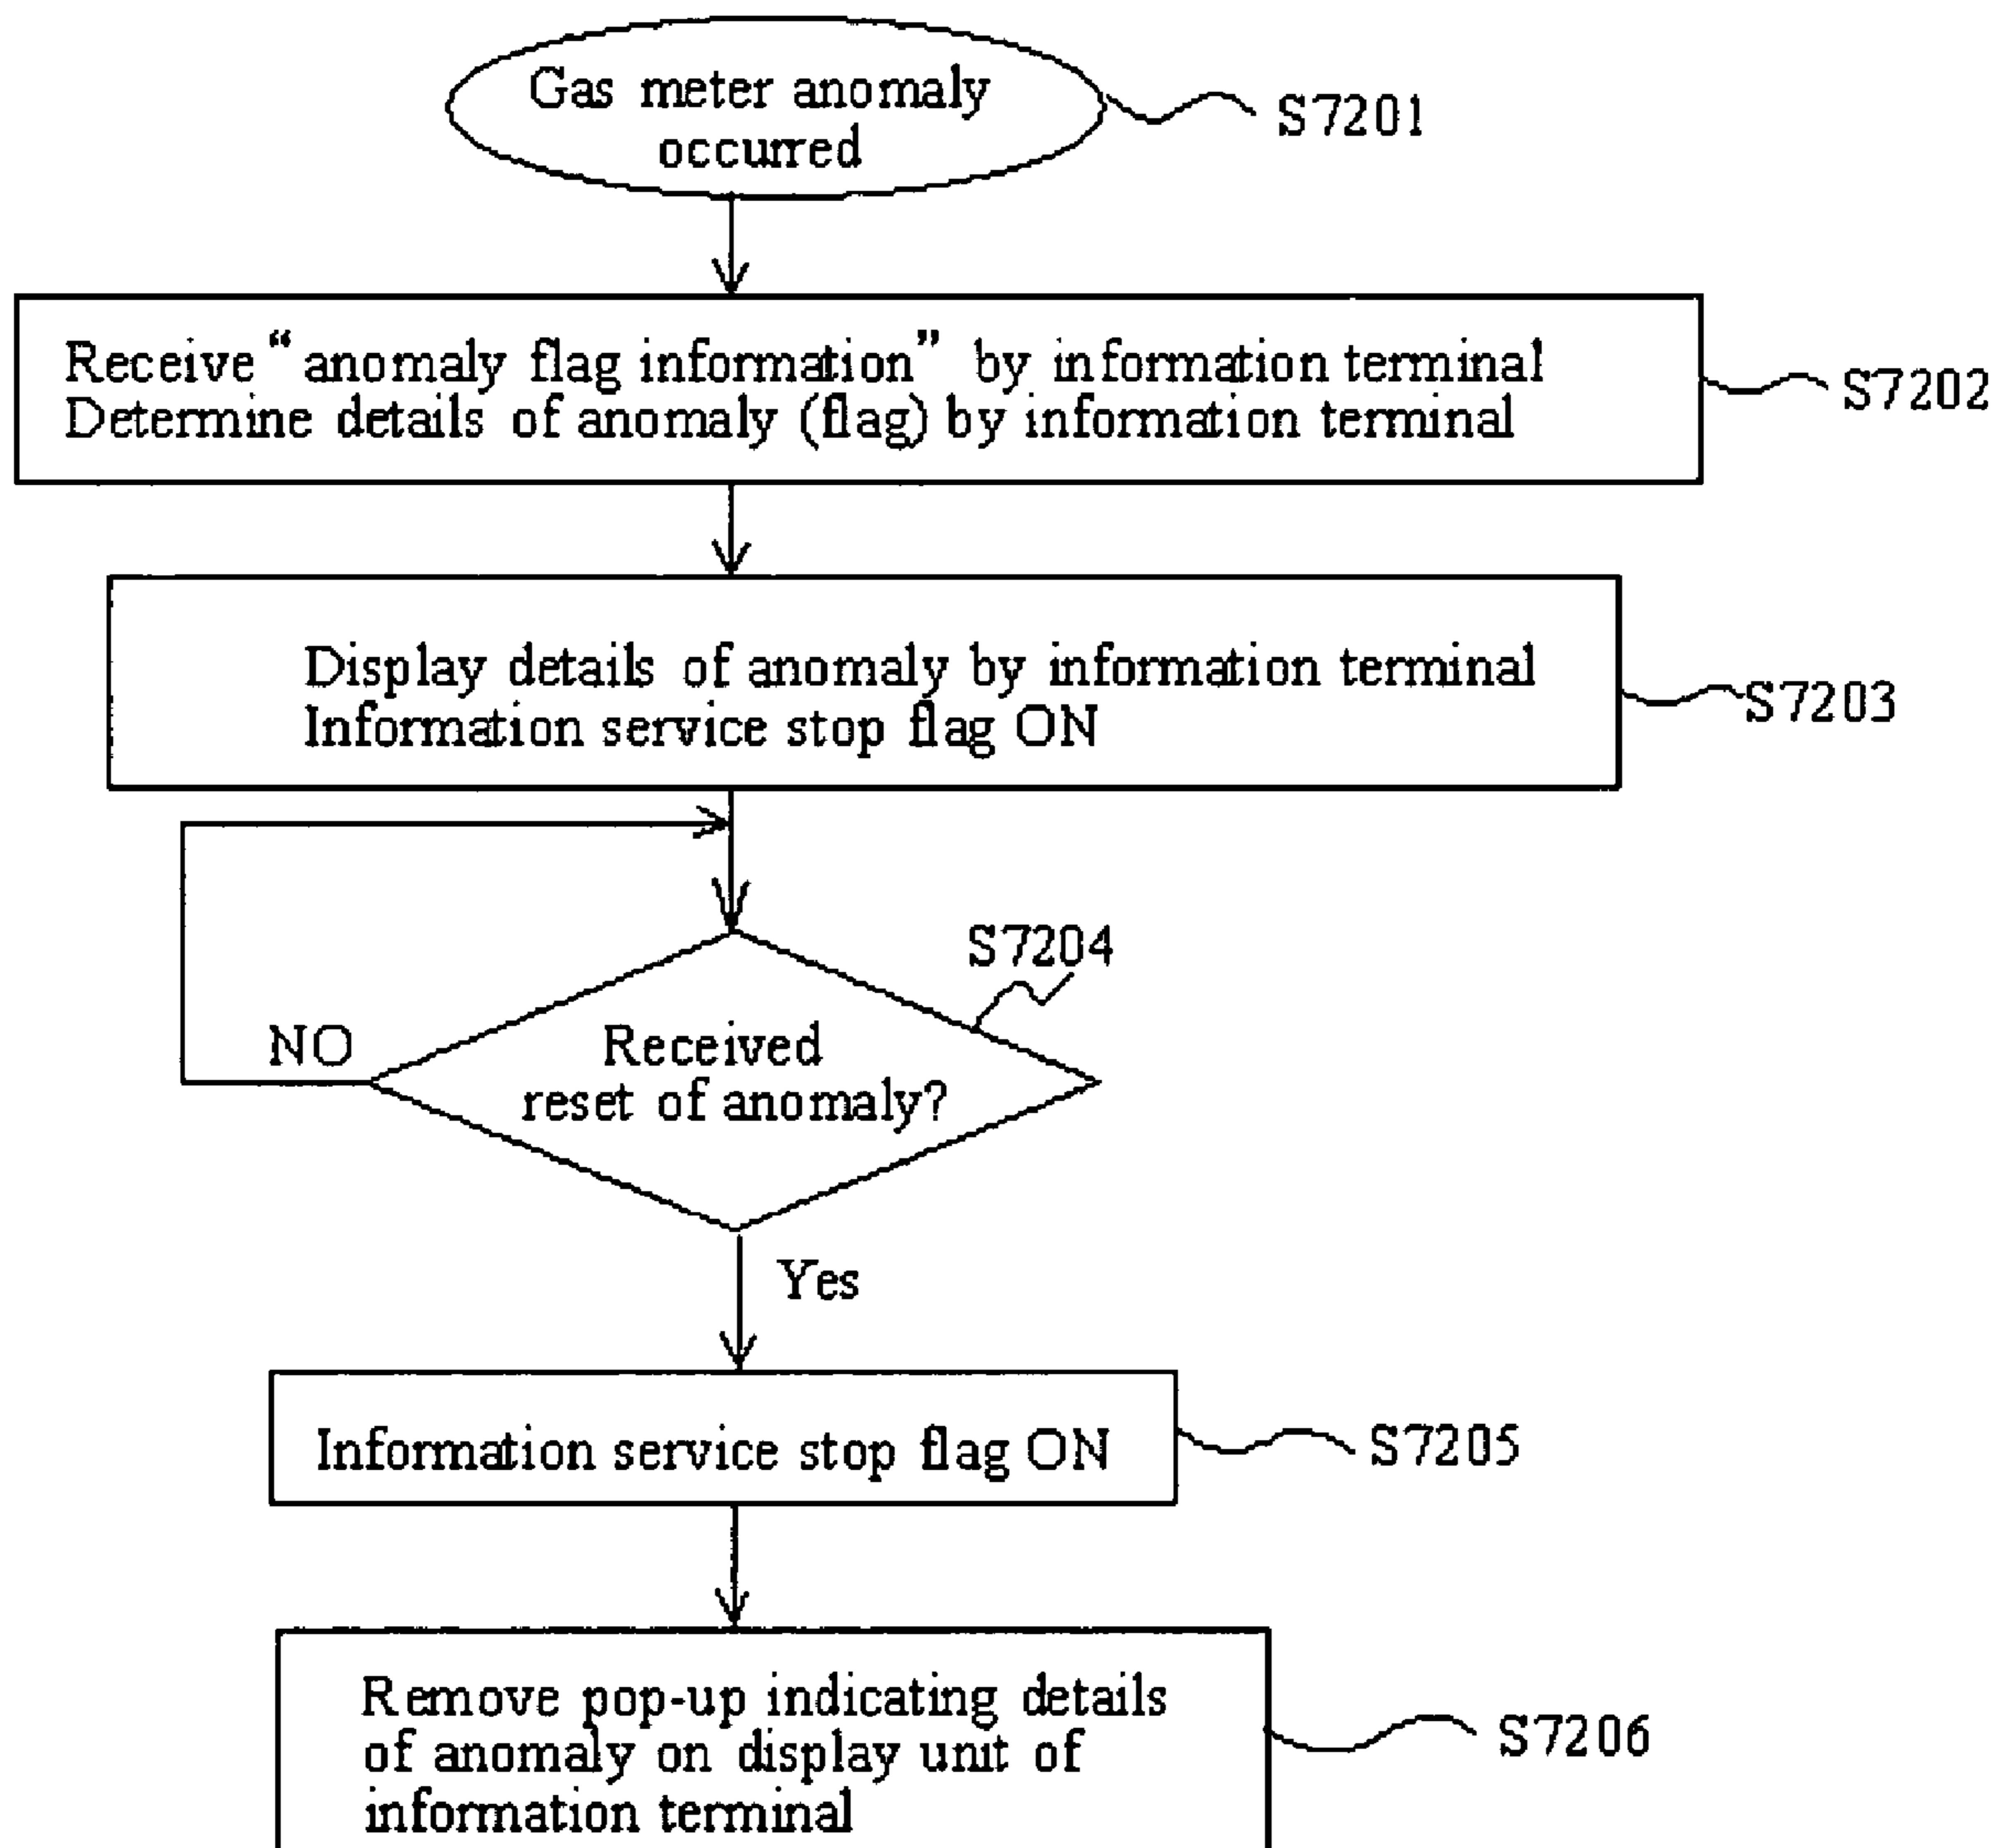 Gas meter anomaly
occurred
S7201
Receive “anomaly flag information” by information terminal
Determine details of anomaly (flag) by information terminal
S7202
Display details of anomaly by information terminal
Information service stop flag ON
S7203
S7204
NO
Received
reset of anomaly?
Yes
Information service stop flag ON
S7205
Remove pop-up indicating details
of anomaly on display unit of
information terminal
S7206